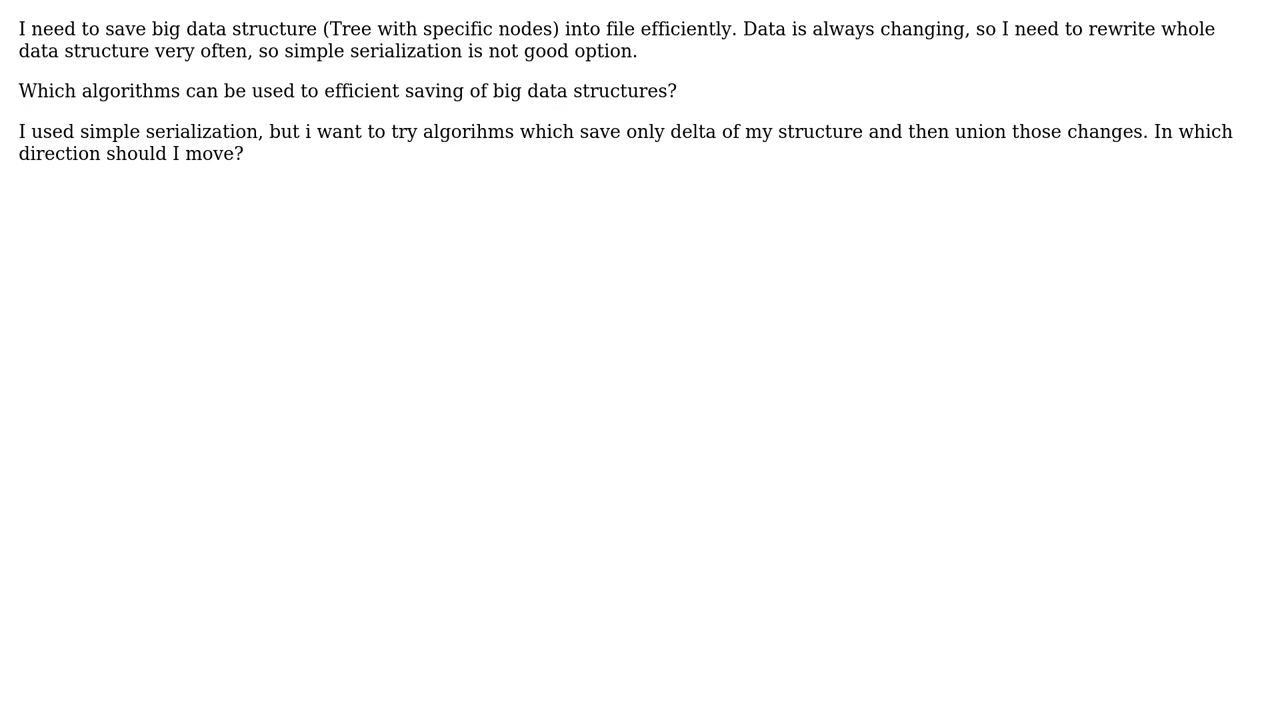 I need to save big data structure (Tree with specific nodes) into file efficiently. Data is always changing, so I need to rewrite whole
data structure very often, so simple serialization is not good option.
Which algorithms can be used to efficient saving of big data structures?
I used simple serialization, but i want to try algorihms which save only delta of my structure and then union those changes. In which
direction should I move?